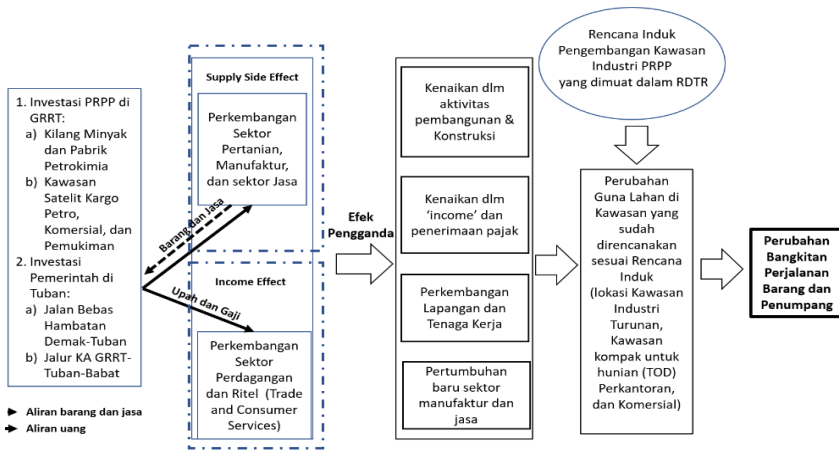 1. Investasi PRPP di
GRRT:
a) Kilang Minyak
dan Pabrik
Petrokimia
b) Kawasan
Satelit Kargo
Petro,
Komersial, dan
Pemukiman
2. Investasi
Pemerintah di
Tuban:
a) Jalan Bebas
Hambatan
Demak-Tuban
b) Jalur KA GRRT-
Tuban-Babat
Aliran barang dan jasa
Aliran uang
Supply Side Effect
Perkembangan
Sektor
Pertanian,
Manufaktur,
dan sektor Jasa
Barang dan Jasa
Upah dan Gaji
Income Effect
Perkembangan
Sektor
Perdagangan
dan Ritel (Trade
and Consumer
Services)
Efek
Pengganda
Kenaikan dlm
aktivitas
pembangunan &
Konstruksi
Kenaikan dlm
'income' dan
penerimaan pajak
Perkembangan
Lapangan dan
Tenaga Kerja
Pertumbuhan
baru sektor
manufaktur dan
jasa
Rencana Induk
Pengembangan Kawasan
Industri PRPP
yang dimuat dalam RDTR
Perubahan
Guna Lahan di
Kawasan yang
sudah
direncanakan
sesuai Rencana
Induk
(lokasi Kawasan
Industri
Turunan,
Kawasan
kompak untuk
hunian (TOD)
Perkantoran,
dan Komersial)
Perubahan
Bangkitan
Perjalanan
Barang dan
Penumpang